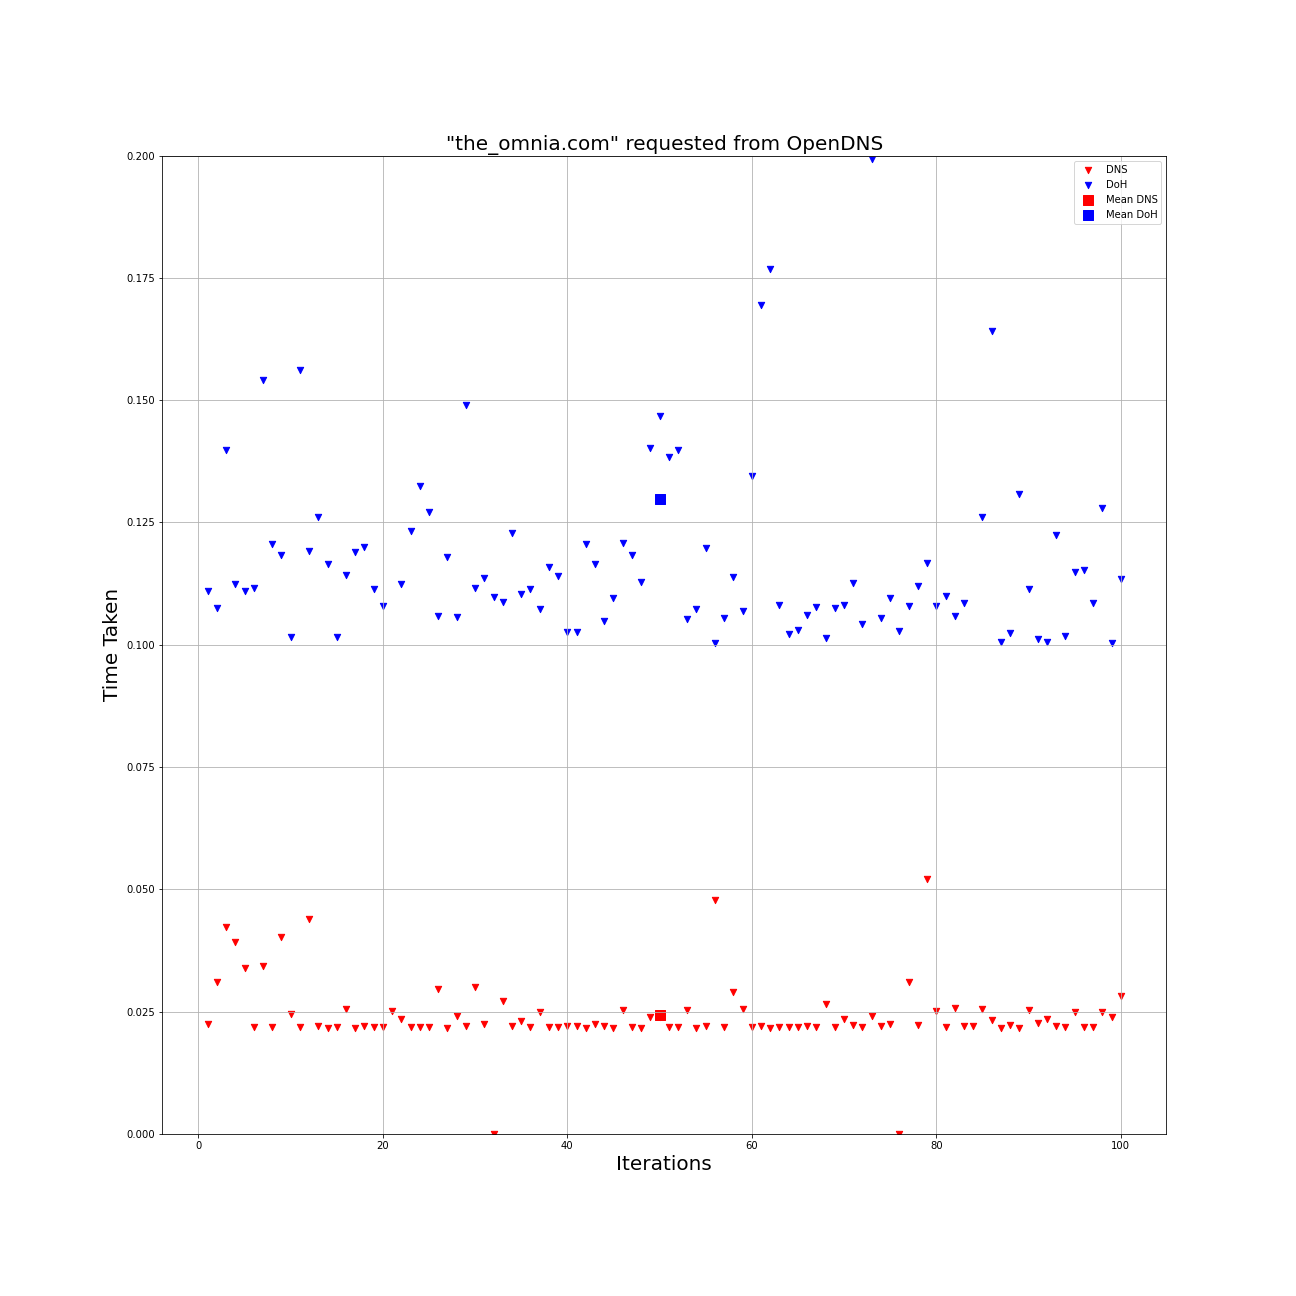 "the_omnia.com" requested from OpenDNS
DNS
DoH
Mean DNS
Mean DoH
0.200
0.175
0.150
0.125
0.100
0.075
0.050
0.025
0.000
Time Taken
0 20 40 60 80 100
Iterations